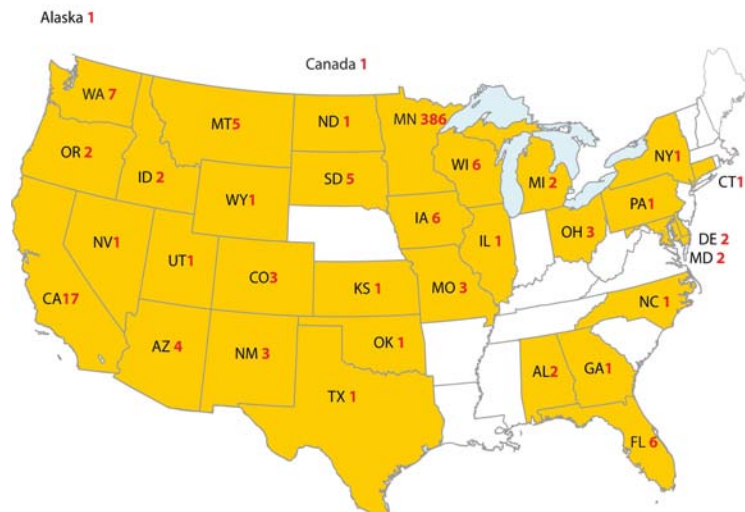 Alaska 1
Canada 1
WA 7
MT5
ND 1
MN 386
OR 2
ID 2
WY1
SD 5
WI 6
MI 2
NY1
CT1
IA 6
PA1
NV1
UT1
CO3
IL 1
OH 3
DE 2
MD 2
CA17
KS 1
MO 3
NC 1
AZ 4
NM 3
OK 1
AL2
GA1
TX 1
FL 6